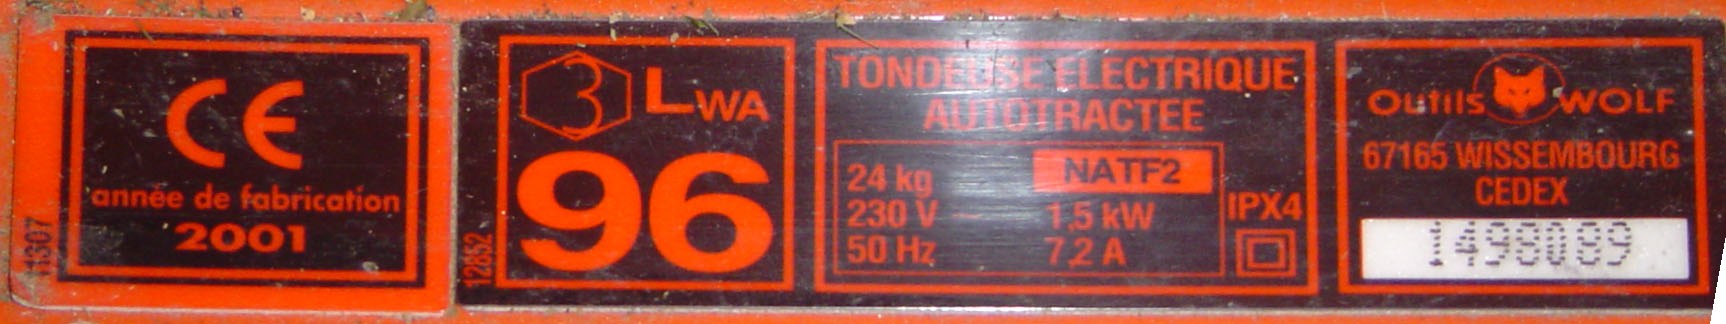 CE
année de fabrication
2001
11307
12852
3 LWA
96
TONDEUSE ELECTRIQUE
AUTOTRACTEE
24 kg NATF2
230 V ~ 1,5 kW
50 Hz 7,2 A
IPX4
Outils WOLF
67165 WISSEMBOURG
CEDEX
1498089